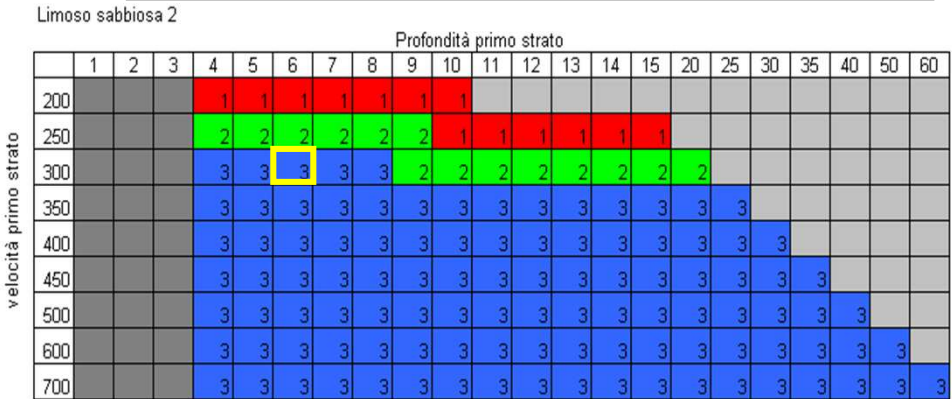 Limoso sabbiosa 2
Profondità primo strato
1 2 3 4 5 6 7 8 9 10 11 12 13 14 15 20 25 30 35 40 50 60
velocità primo strato
200 1 1 1 1 1 1 1
250 2 2 2 2 2 2 1 1 1 1 1 1
300 3 3 3 3 3 2 2 2 2 2 2 2 2
350 3 3 3 3 3 3 3 3 3 3 3 3 3 3
400 3 3 3 3 3 3 3 3 3 3 3 3 3 3 3
450 3 3 3 3 3 3 3 3 3 3 3 3 3 3 3 3
500 3 3 3 3 3 3 3 3 3 3 3 3 3 3 3 3 3
600 3 3 3 3 3 3 3 3 3 3 3 3 3 3 3 3 3 3
700 3 3 3 3 3 3 3 3 3 3 3 3 3 3 3 3 3 3 3